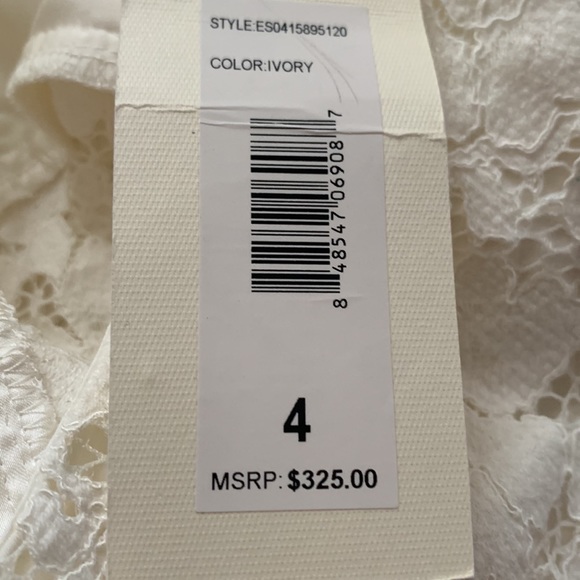 STYLE:ES0415895120
COLOR:IVORY
8 48547 06908 7
4
MSRP: $325.00